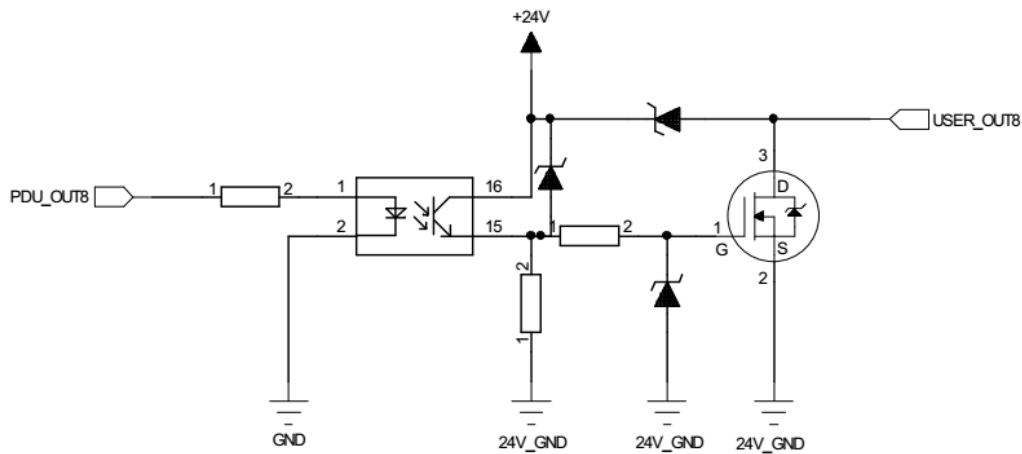 +24V
USER_OUT8
3
D
PDU_OUT8
1
2
1
16
2
15
1
2
1
G
S
2
2
1
GND
24V_GND
24V_GND
24V_GND